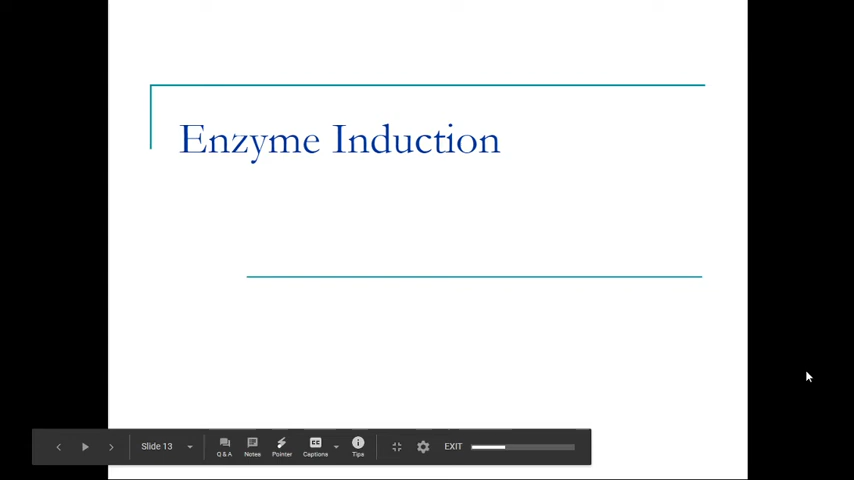 Enzyme Induction
Slide 13
Q & A
Notes
Pointer
Captions
Tips
EXIT